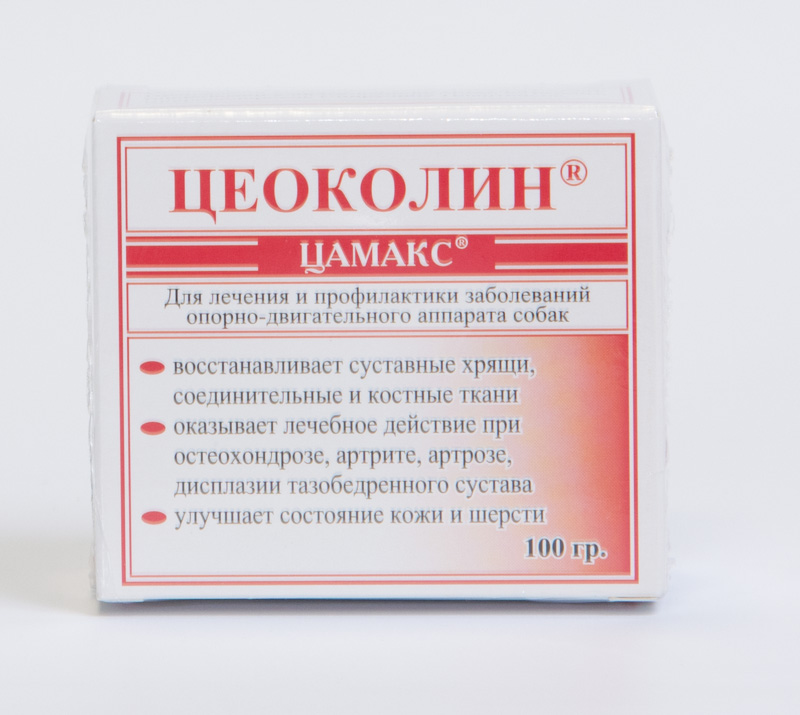 ЦЕОКОЛИН®
ЦАМАКС®
Для лечения и профилактики заболеваний
опорно-двигательного аппарата собак
восстанавливает суставные хрящи,
соединительные и костные ткани
оказывает лечебное действие при
остеохондрозе, артрите, артрозе,
дисплазии тазобедренного сустава
улучшает состояние кожи и шерсти
100 гр.